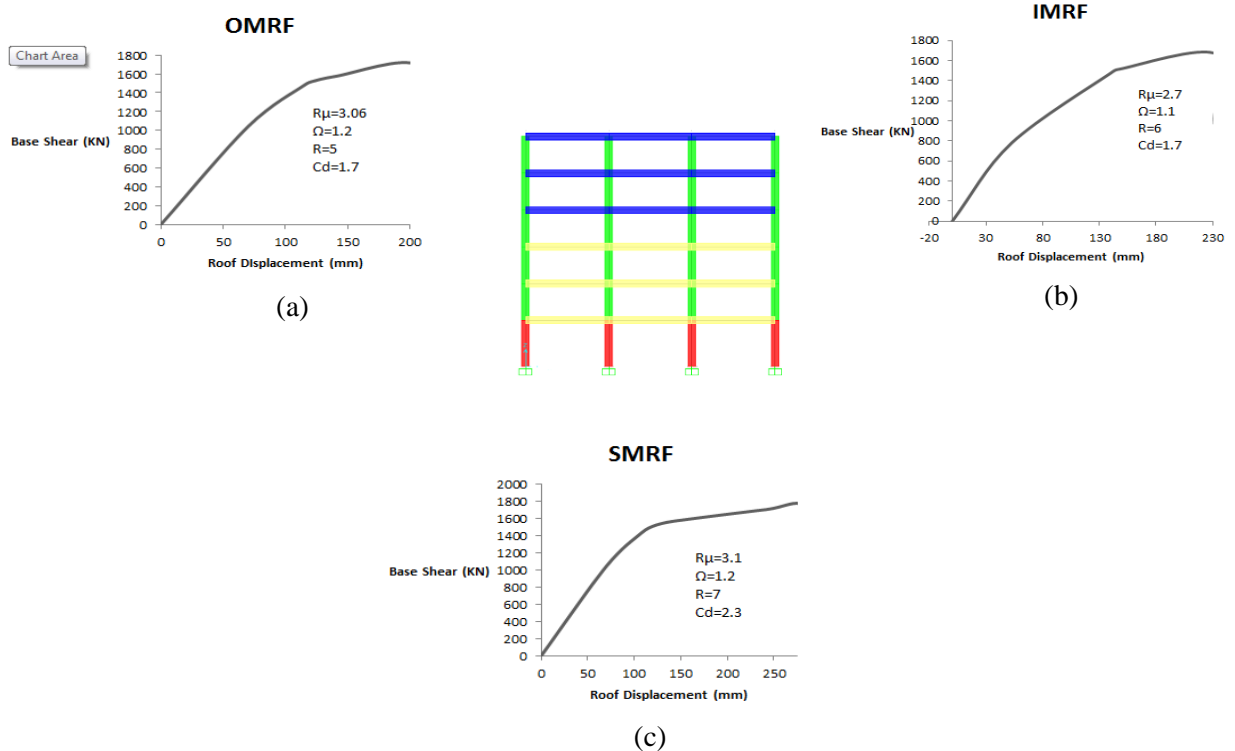 OMRF
Chart Area
1800
1600
1400
1200
1000
800
600
400
200
0
Base Shear (KN)
Rμ=3.06
Ω=1.2
R=5
Cd=1.7
0 50 100 150 200
Roof DIsplacement (mm)
(a)
IMRF
1800
1600
1400
1200
1000
800
600
400
200
0
Base Shear (KN)
Rμ=2.7
Ω=1.1
R=6
Cd=1.7
-20 30 80 130 180 230
Roof Displacement (mm)
(b)
SMRF
2000
1800
1600
1400
1200
1000
800
600
400
200
0
Base Shear (KN)
Rμ=3.1
Ω=1.2
R=7
Cd=2.3
0 50 100 150 200 250
Roof Displacement (mm)
(c)